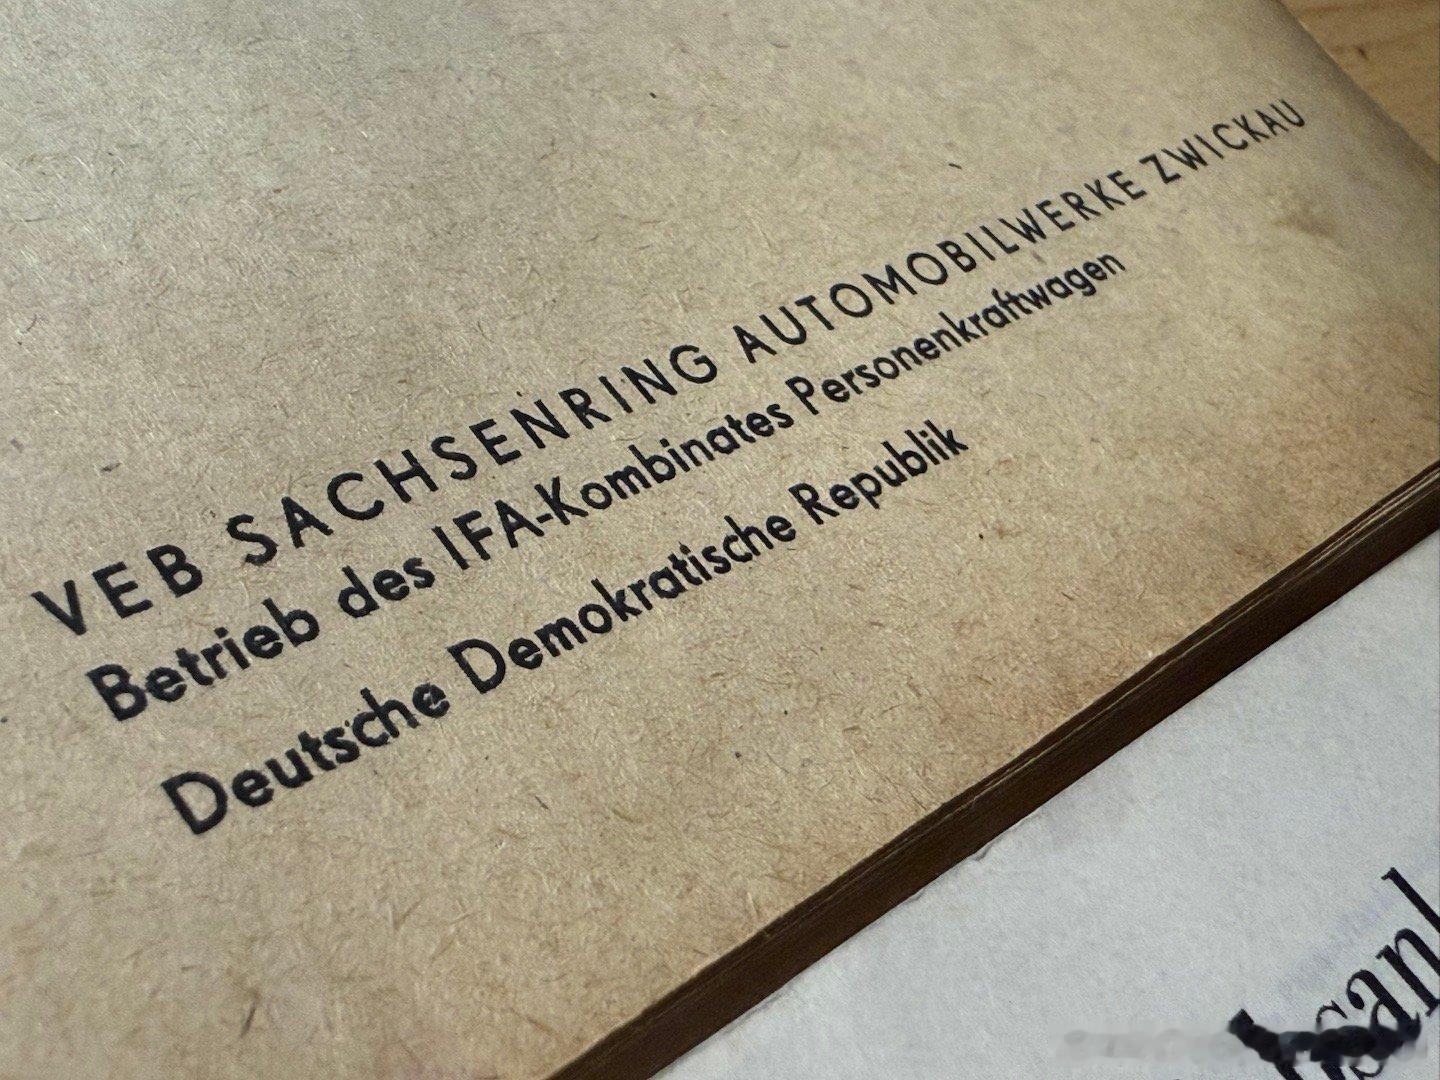 VEB SACHSENRING AUTOMOBILWERKE ZWICKAU
Betrieb des IFA-Kombinates Personenkraftwagen
Deutsche Demokratische Republik